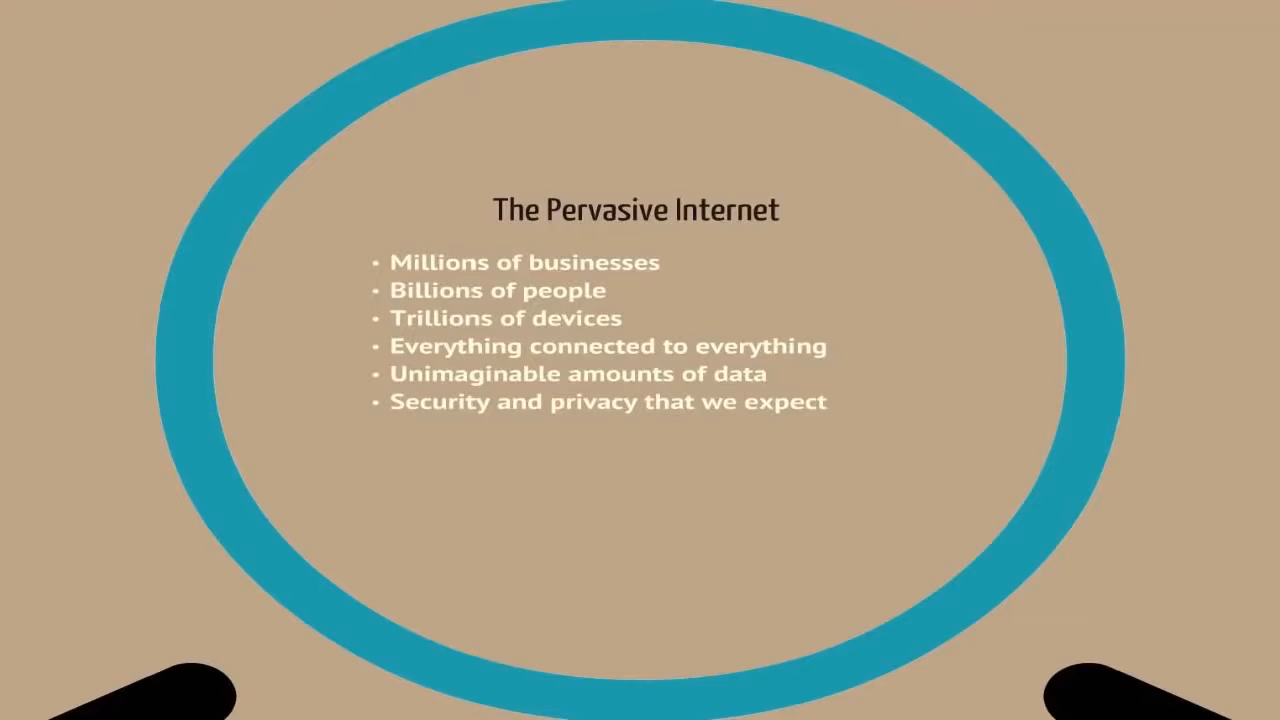 The Pervasive Internet
• Millions of businesses
• Billions of people
• Trillions of devices
• Everything connected to everything
• Unimaginable amounts of data
• Security and privacy that we expect